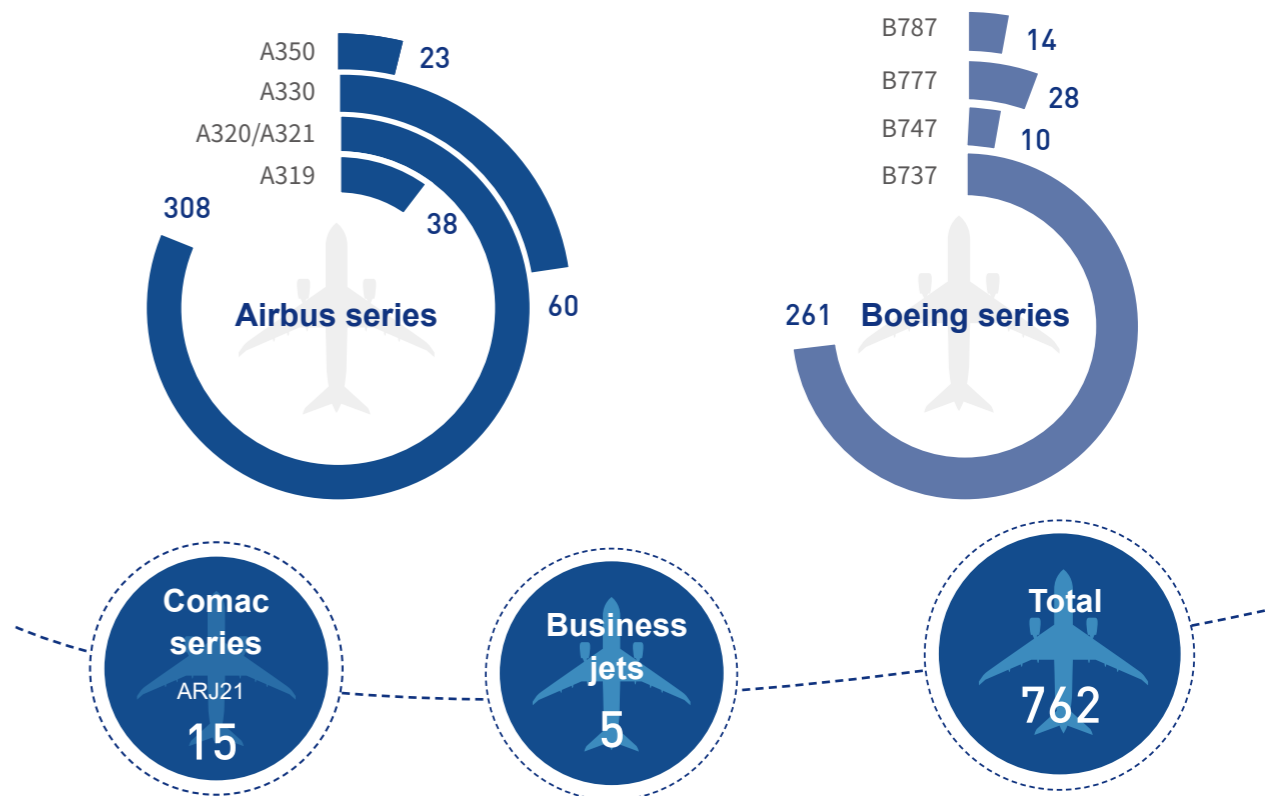 A350
23
A330
A320/A321
A319
308
38
60
Airbus series
B787
14
B777
28
B747
10
B737
261
Boeing series
Comac
series
ARJ21
15
Business
jets
5
Total
762